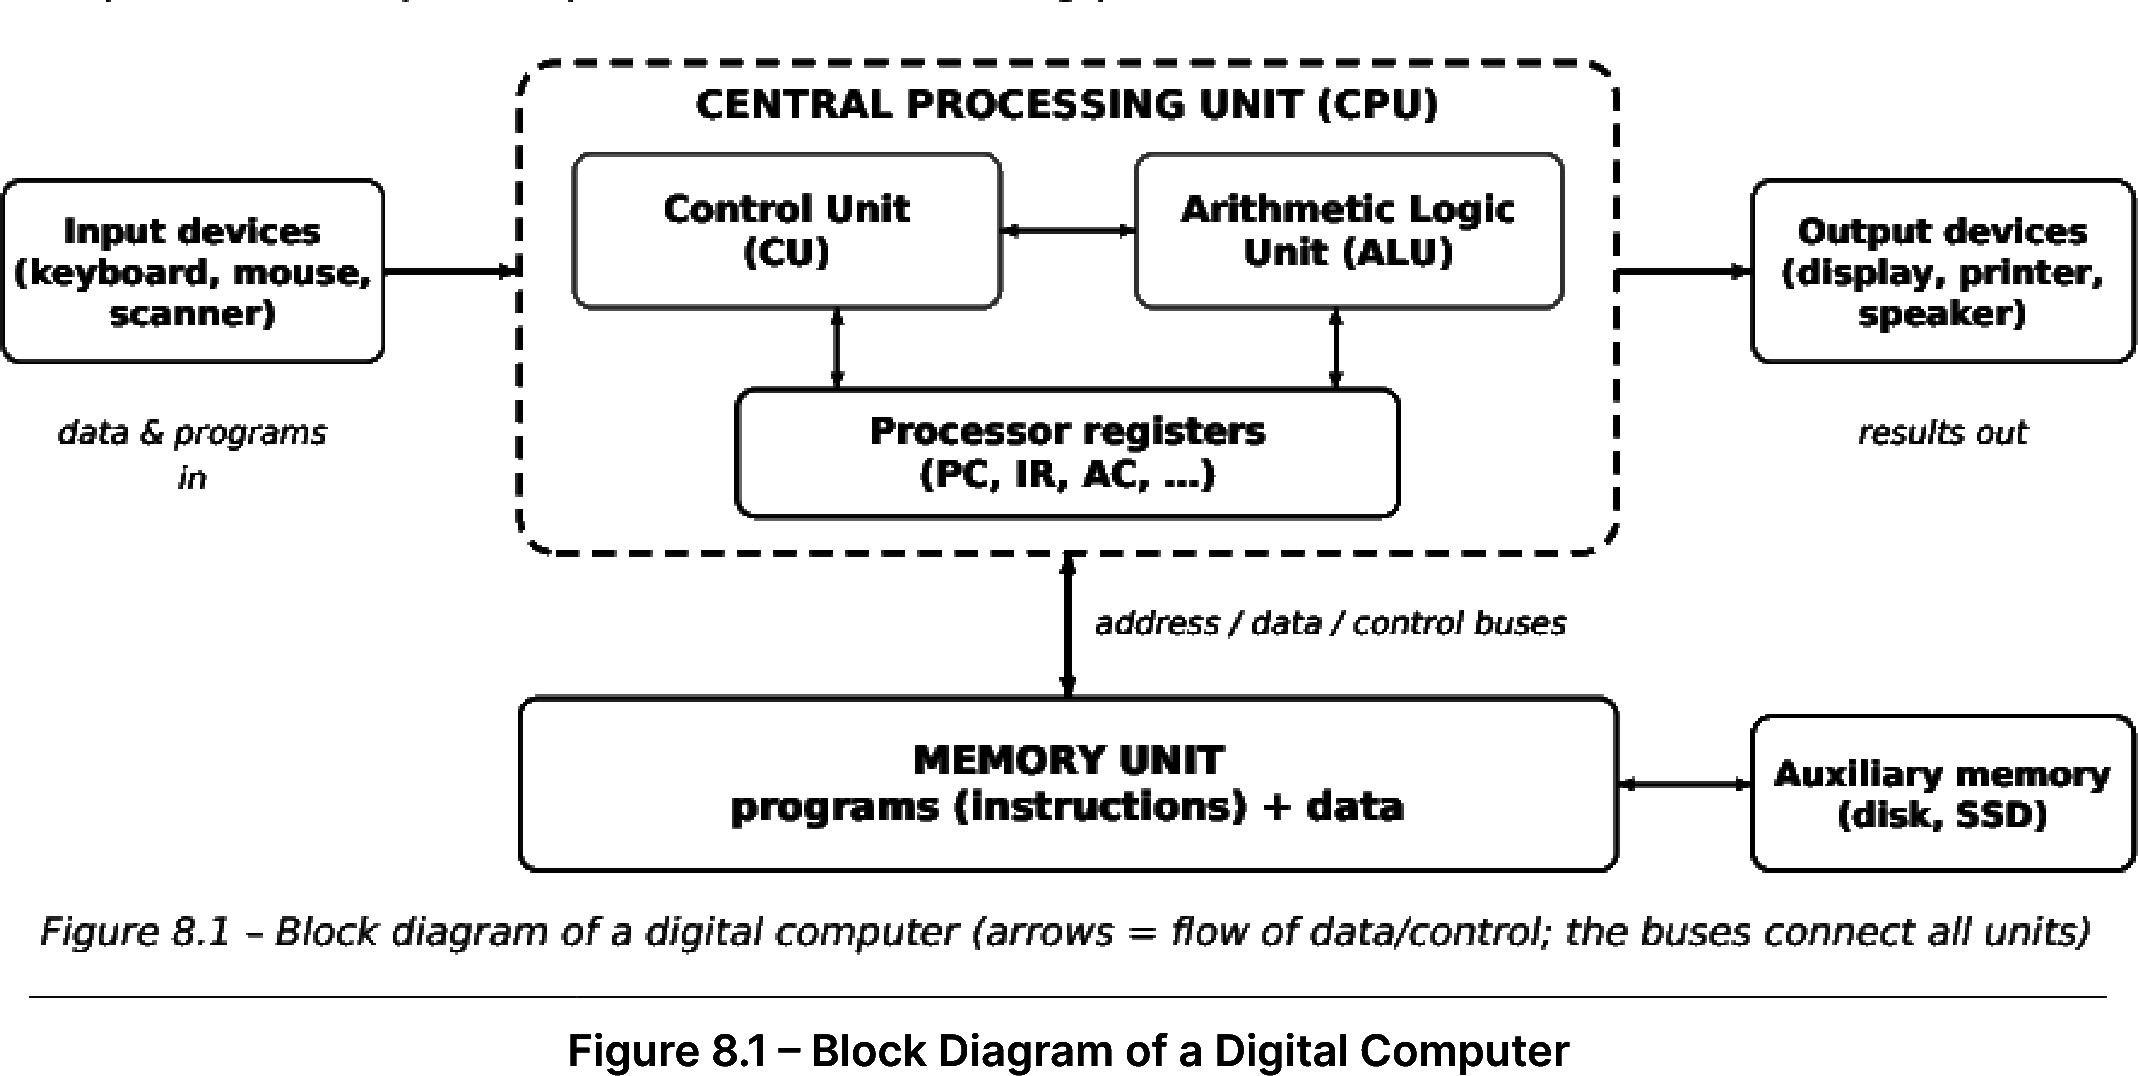 CENTRAL PROCESSING UNIT (CPU)
Input devices
(keyboard, mouse,
scanner)
data & programs
in
Control Unit
(CU)
Arithmetic Logic
Unit (ALU)
Processor registers
(PC, IR, AC, ...)
Output devices
(display, printer,
speaker)
results out
address / data / control buses
MEMORY UNIT
programs (instructions) + data
Auxiliary memory
(disk, SSD)
Figure 8.1 – Block diagram of a digital computer (arrows = flow of data/control; the buses connect all units)
Figure 8.1 – Block Diagram of a Digital Computer